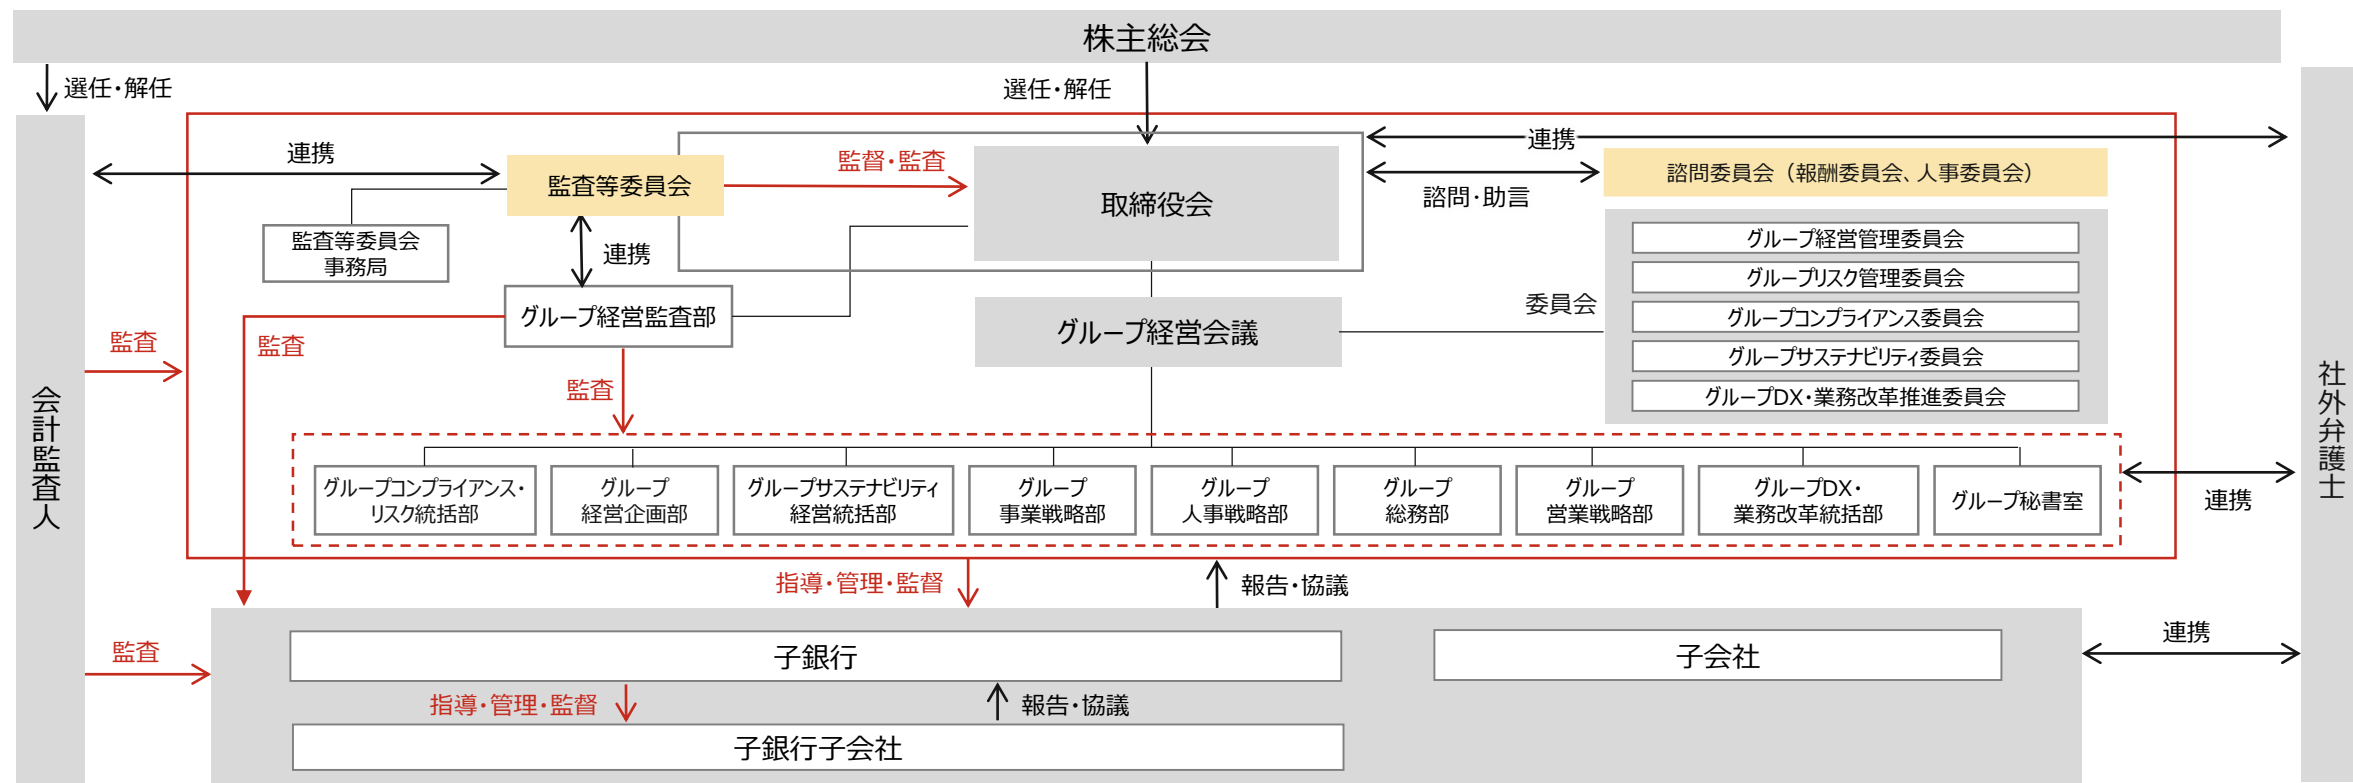 株主総会
選任・解任
選任・解任
連携
監督・監査
連携
監査等委員会
取締役会
諮問・助言
諮問委員会（報酬委員会、人事委員会）
監査等委員会
事務局
連携
グループ経営監査部
グループ経営会議
委員会
グループ経営管理委員会
グループリスク管理委員会
グループコンプライアンス委員会
グループサステナビリティ委員会
グループDX・業務改革推進委員会
監査
監査
監査
会計監査人
社外弁護士
グループコンプライアンス・
リスク統括部
グループ
経営企画部
グループサステナビリティ
経営統括部
グループ
事業戦略部
グループ
人事戦略部
グループ
総務部
グループ
営業戦略部
グループDX・
業務改革統括部
グループ秘書室
連携
指導・管理・監督
報告・協議
監査
子銀行
子会社
連携
指導・管理・監督
報告・協議
子銀行子会社